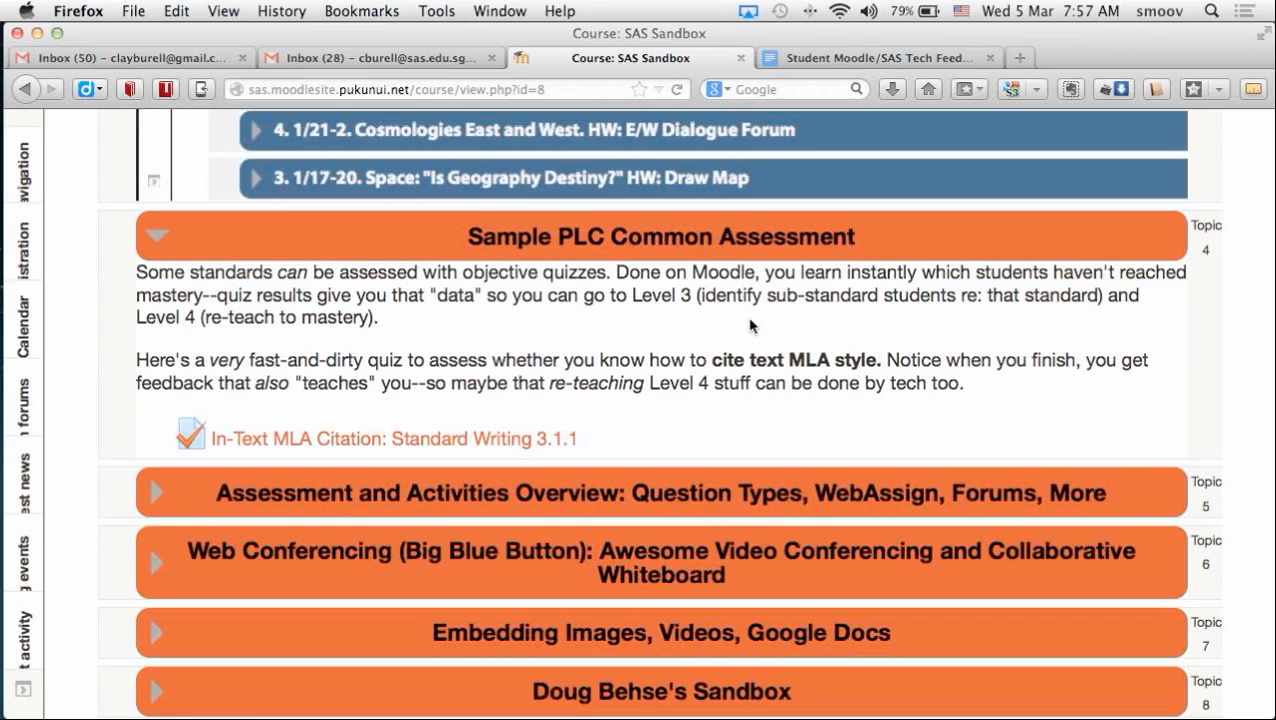 Firefox File Edit View History Bookmarks Tools Window Help 79% Wed 5 Mar 7:57 AM smoov
Course: SAS Sandbox
Inbox (50) - clayburell@gmail.c... Inbox (28) - cburell@sas.edu.sg... Course: SAS Sandbox Student Moodle/SAS Tech Feed...
sas.moodlesite.pukunui.net/course/view.php?id=8 Google
4. 1/21-2. Cosmologies East and West. HW: E/W Dialogue Forum
3. 1/17-20. Space: "Is Geography Destiny?" HW: Draw Map
Sample PLC Common Assessment
Topic
4
Some standards can be assessed with objective quizzes. Done on Moodle, you learn instantly which students haven't reached
mastery--quiz results give you that "data" so you can go to Level 3 (identify sub-standard students re: that standard) and
Level 4 (re-teach to mastery).
Here's a very fast-and-dirty quiz to assess whether you know how to cite text MLA style. Notice when you finish, you get
feedback that also "teaches" you--so maybe that re-teaching Level 4 stuff can be done by tech too.
In-Text MLA Citation: Standard Writing 3.1.1
Assessment and Activities Overview: Question Types, WebAssign, Forums, More
Topic
5
Web Conferencing (Big Blue Button): Awesome Video Conferencing and Collaborative
Whiteboard
Topic
6
Embedding Images, Videos, Google Docs
Topic
7
Doug Behse's Sandbox
Topic
8
avigation
istration
Calendar
forums
est news
events
t activity